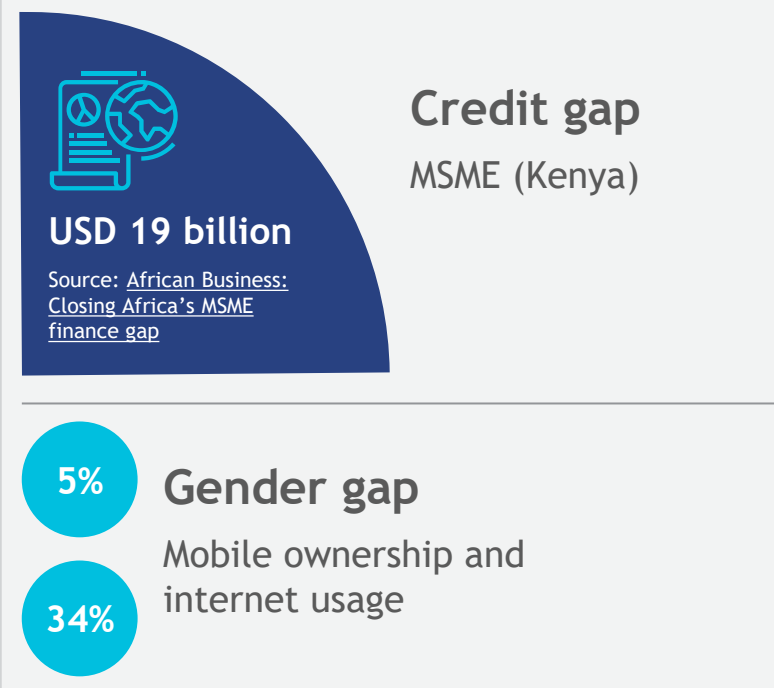 Credit gap
MSME (Kenya)
USD 19 billion
Source: African Business:
Closing Africa’s MSME
finance gap
5%
34%
Gender gap
Mobile ownership and
internet usage